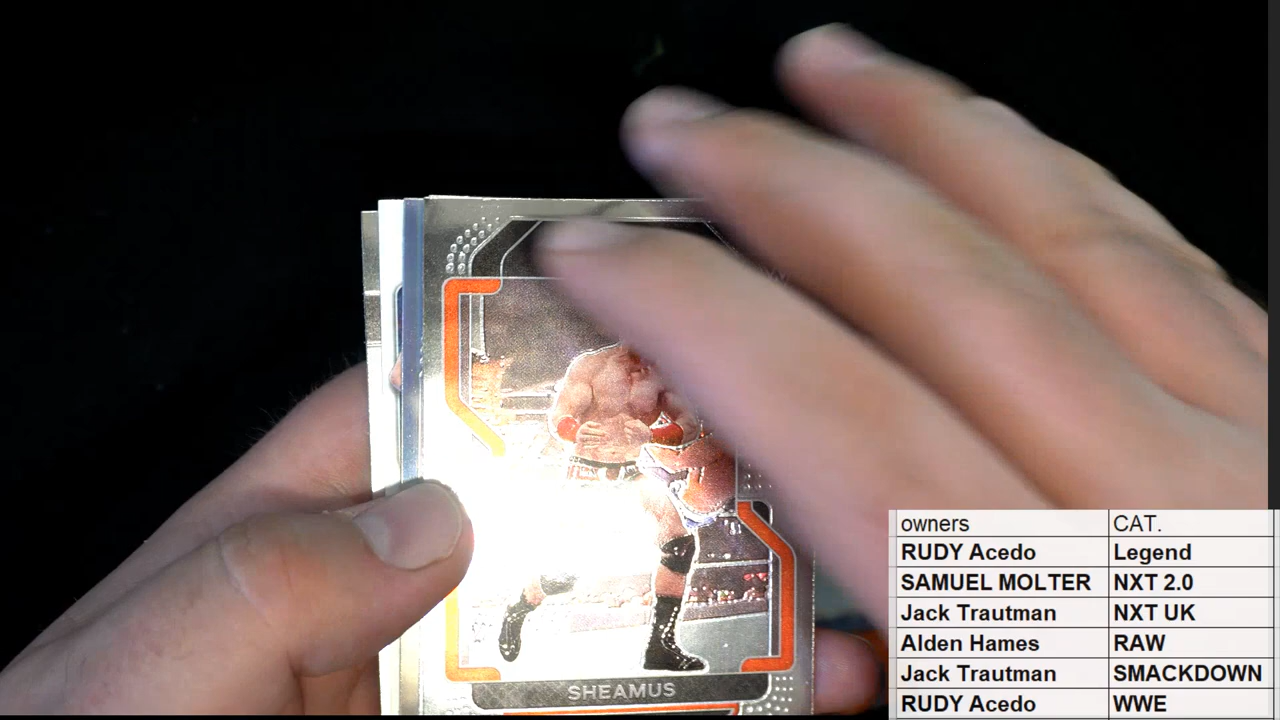 SHEAMUS
owners CAT.
RUDY Acedo Legend
SAMUEL MOLTER NXT 2.0
Jack Trautman NXT UK
Alden Hames RAW
Jack Trautman SMACKDOWN
RUDY Acedo WWE